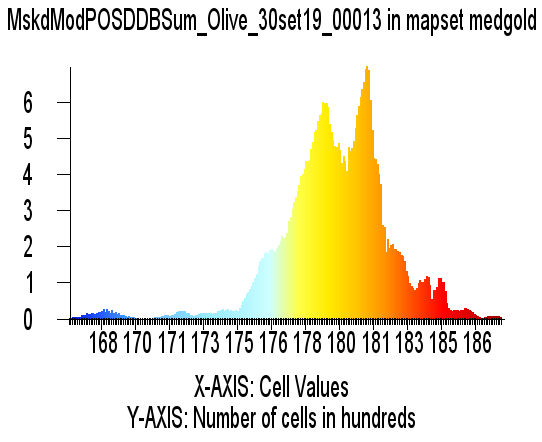 MskdModPOSDDBSum_Olive_30set19_00013 in mapset medgold
6
5
4
3
2
1
0
168 170 171 173 175 176 178 180 181 183 185 186
X-AXIS: Cell Values
Y-AXIS: Number of cells in hundreds